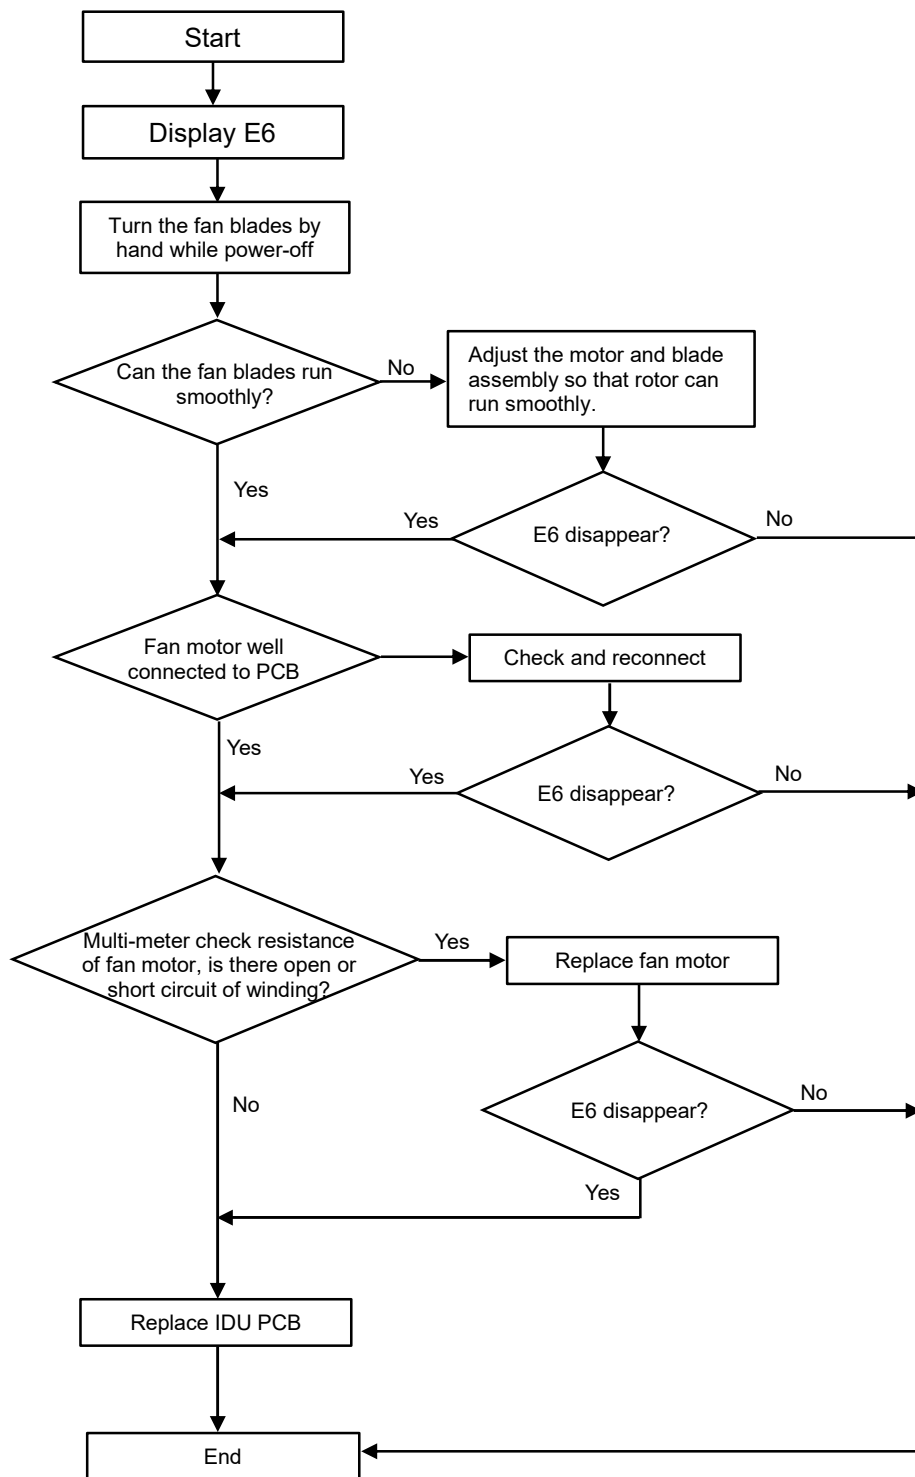 Start
Display E6
Turn the fan blades by
hand while power-off
Can the fan blades run
smoothly?
No
Adjust the motor and blade
assembly so that rotor can
run smoothly.
Yes
Yes
E6 disappear?
No
Fan motor well
connected to PCB
Check and reconnect
Yes
Yes
E6 disappear?
No
Multi-meter check resistance
of fan motor, is there open or
short circuit of winding?
Yes
Replace fan motor
No
E6 disappear?
No
Yes
Replace IDU PCB
End